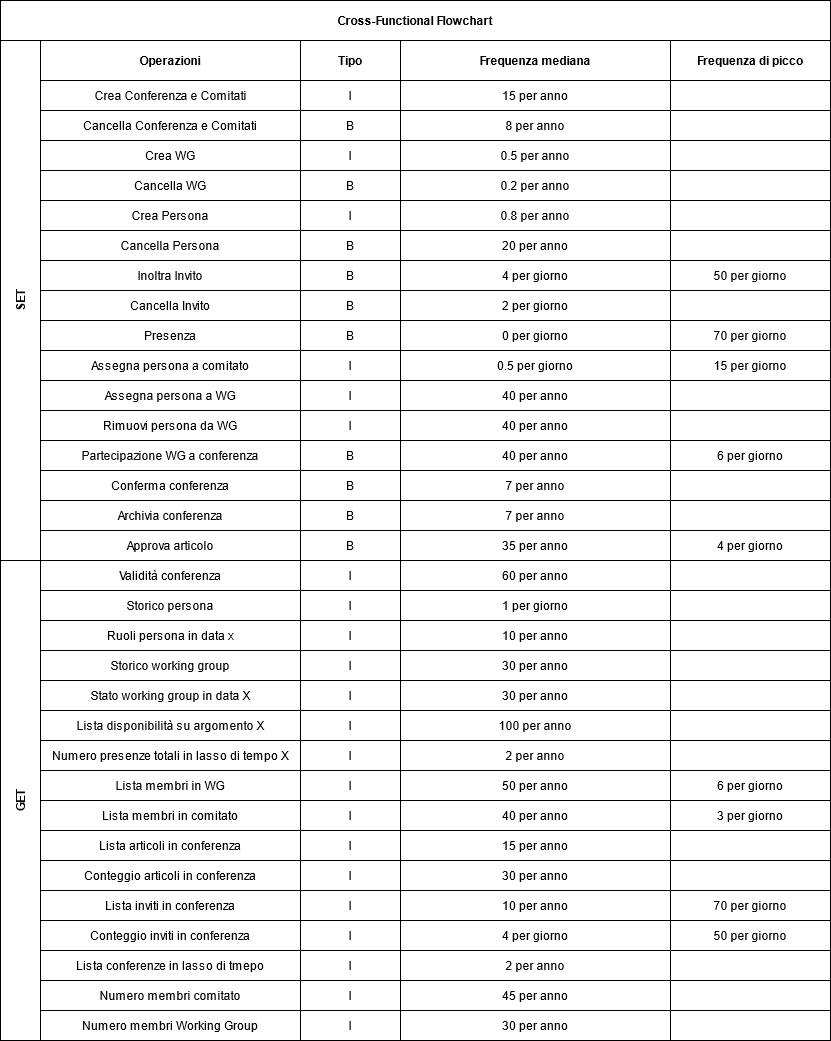 Cross-Functional Flowchart
Operazioni Tipo Frequenza mediana Frequenza di picco
SET
Crea Conferenza e Comitati I 15 per anno
Cancella Conferenza e Comitati B 8 per anno
Crea WG I 0.5 per anno
Cancella WG B 0.2 per anno
Crea Persona I 0.8 per anno
Cancella Persona B 20 per anno
Inoltra Invito B 4 per giorno 50 per giorno
Cancella Invito B 2 per giorno
Presenza B 0 per giorno 70 per giorno
Assegna persona a comitato I 0.5 per giorno 15 per giorno
Assegna persona a WG I 40 per anno
Rimuovi persona da WG I 40 per anno
Partecipazione WG a conferenza B 40 per anno 6 per giorno
Conferma conferenza B 7 per anno
Archivia conferenza B 7 per anno
Approva articolo B 35 per anno 4 per giorno
GET
Validità conferenza I 60 per anno
Storico persona I 1 per giorno
Ruoli persona in data x I 10 per anno
Storico working group I 30 per anno
Stato working group in data X I 30 per anno
Lista disponibilità su argomento X I 100 per anno
Numero presenze totali in lasso di tempo X I 2 per anno
Lista membri in WG I 50 per anno 6 per giorno
Lista membri in comitato I 40 per anno 3 per giorno
Lista articoli in conferenza I 15 per anno
Conteggio articoli in conferenza I 30 per anno
Lista inviti in conferenza I 10 per anno 70 per giorno
Conteggio inviti in conferenza I 4 per giorno 50 per giorno
Lista conferenze in lasso di tmepo I 2 per anno
Numero membri comitato I 45 per anno
Numero membri Working Group I 30 per anno